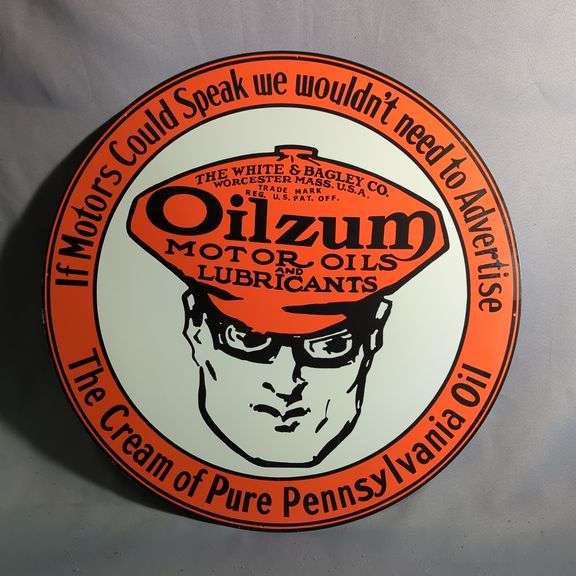 If Motors Could Speak we wouldn't need to Advertise
THE WHITE & BAGLEY CO.
WORCESTER MASS. U.S.A.
TRADE MARK
REG. U.S. PAT. OFF.
Oilzum
MOTOR OILS
AND
LUBRICANTS
The Cream of Pure Pennsylvania Oil